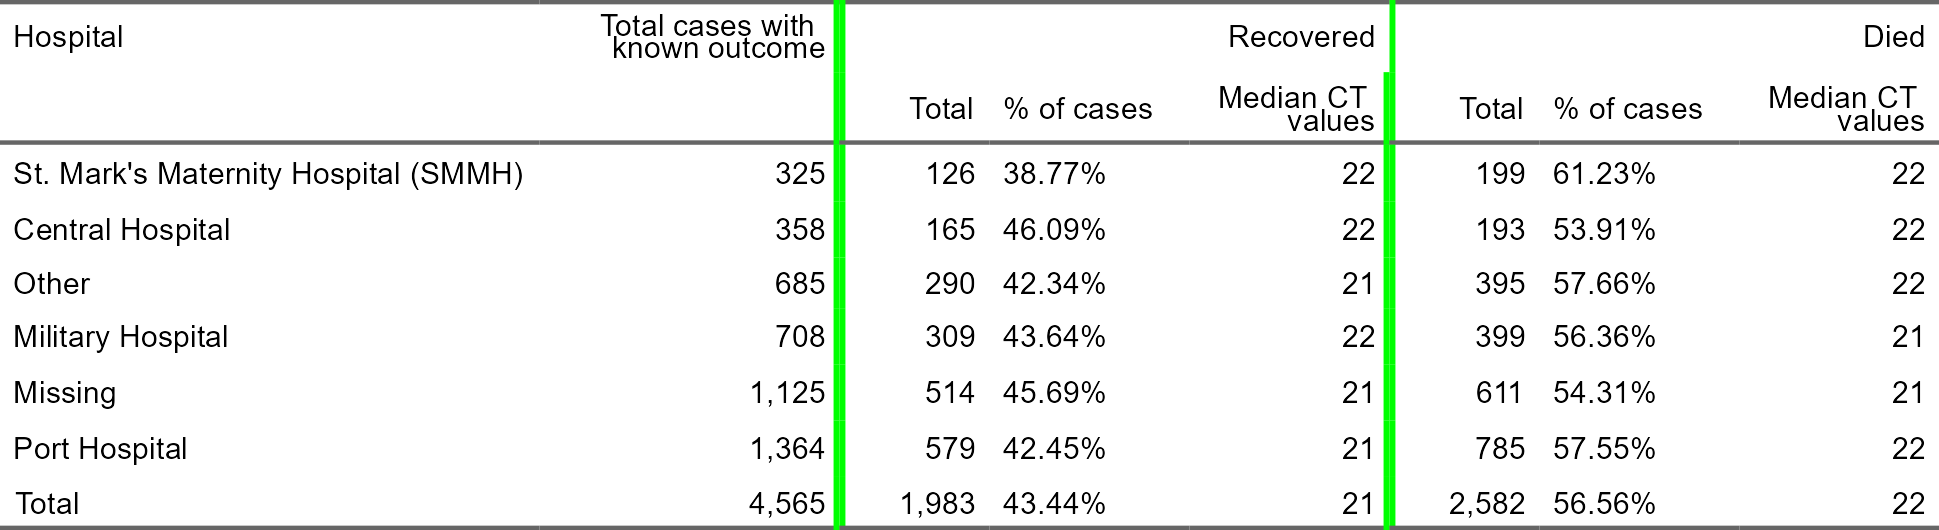 Hospital Total cases with known outcome Recovered Died
Total % of cases Median CT values Total % of cases Median CT values
St. Mark's Maternity Hospital (SMMH) 325 126 38.77% 22 199 61.23% 22
Central Hospital 358 165 46.09% 22 193 53.91% 22
Other 685 290 42.34% 21 395 57.66% 22
Military Hospital 708 309 43.64% 22 399 56.36% 21
Missing 1,125 514 45.69% 21 611 54.31% 21
Port Hospital 1,364 579 42.45% 21 785 57.55% 22
Total 4,565 1,983 43.44% 21 2,582 56.56% 22